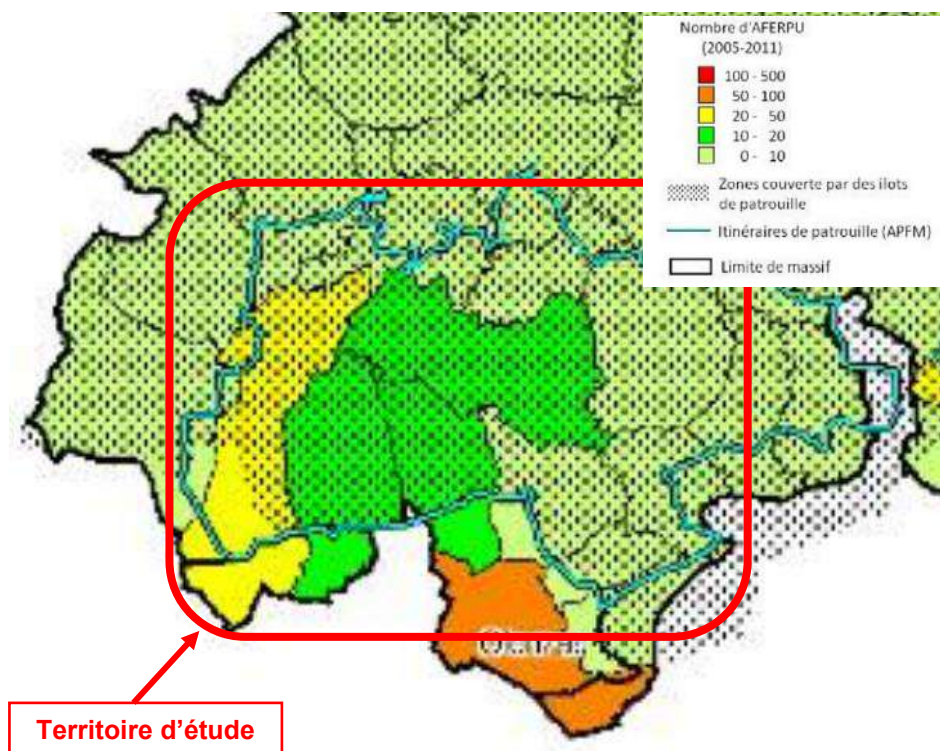 Nombre d'AFERPU
(2005-2011)
100 - 500
50 - 100
20 - 50
10 - 20
0 - 10
Zones couverte par des ilots
de patrouille
Itinéraires de patrouille (APFM)
Limite de massif
Territoire d'étude